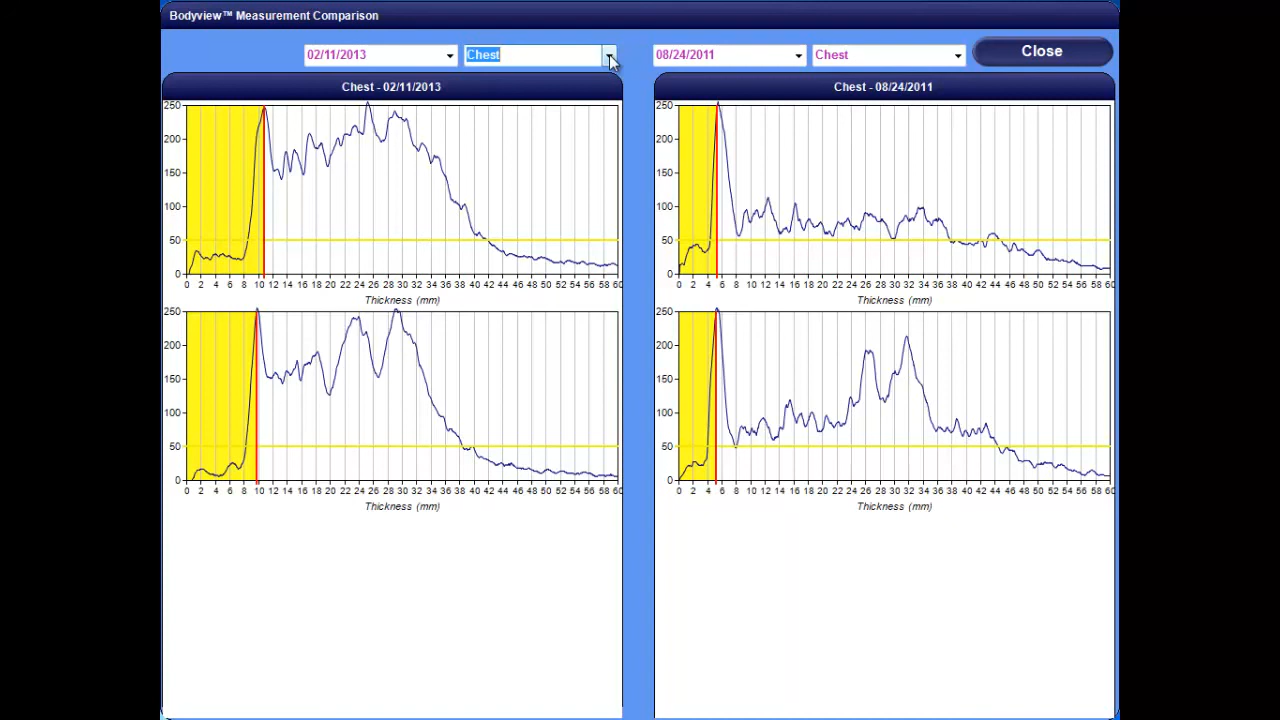 Bodyview™ Measurement Comparison
02/11/2013 Chest 08/24/2011 Chest Close
Chest - 02/11/2013
250
200
150
100
50
0
0 2 4 6 8 10 12 14 16 18 20 22 24 26 28 30 32 34 36 38 40 42 44 46 48 50 52 54 56 58 60
Thickness (mm)
250
200
150
100
50
0
0 2 4 6 8 10 12 14 16 18 20 22 24 26 28 30 32 34 36 38 40 42 44 46 48 50 52 54 56 58 60
Thickness (mm)
Chest - 08/24/2011
250
200
150
100
50
0
0 2 4 6 8 10 12 14 16 18 20 22 24 26 28 30 32 34 36 38 40 42 44 46 48 50 52 54 56 58 60
Thickness (mm)
250
200
150
100
50
0
0 2 4 6 8 10 12 14 16 18 20 22 24 26 28 30 32 34 36 38 40 42 44 46 48 50 52 54 56 58 60
Thickness (mm)